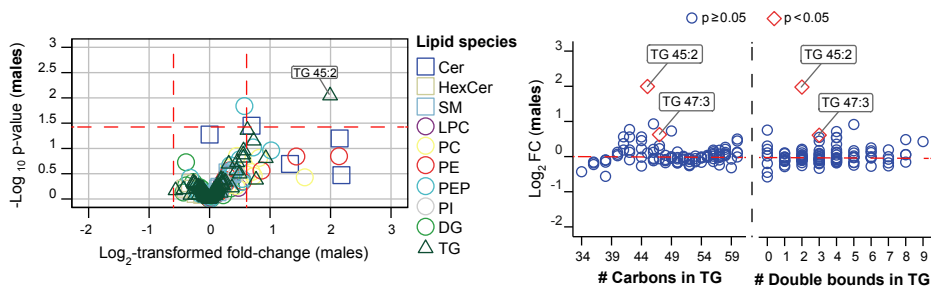 -Log10 p-value (males)
3
2.5
2
1.5
1
0.5
0
TG 45:2
-2 -1 0 1 2 3
Log2-transformed fold-change (males)
Lipid species
Cer
HexCer
SM
LPC
PC
PE
PEP
PI
DG
TG
p≥0.05 p<0.05
Log2 FC (males)
3
2
1
0
-1
-2
TG 45:2
TG 47:3
TG 45:2
TG 47:3
34 39 44 49 54 59
0 1 2 3 4 5 6 7 8 9
# Carbons in TG
# Double bounds in TG